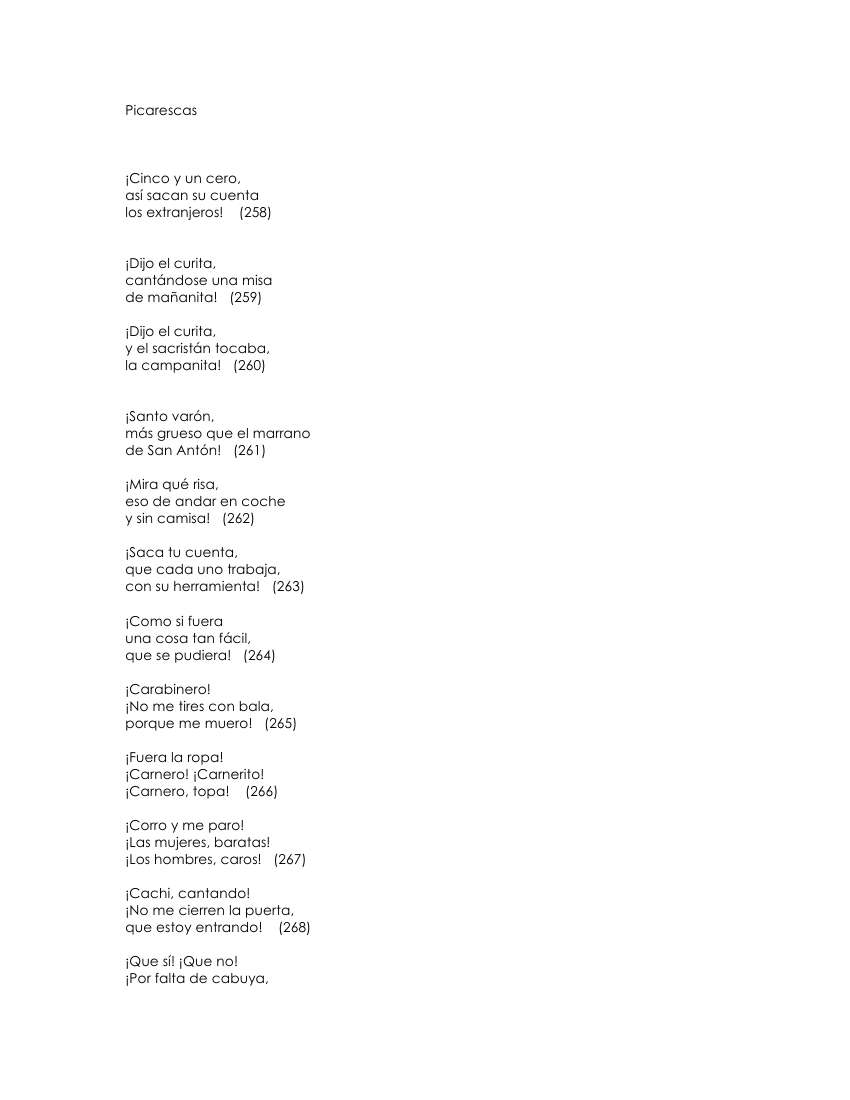 Picarescas
¡Cinco y un cero,
así sacan su cuenta
los extranjeros! (258)
¡Dijo el curita,
cantándose una misa
de mañanita! (259)
¡Dijo el curita,
y el sacristán tocaba,
la campanita! (260)
¡Santo varón,
más grueso que el marrano
de San Antón! (261)
¡Mira qué risa,
eso de andar en coche
y sin camisa! (262)
¡Saca tu cuenta,
que cada uno trabaja,
con su herramienta! (263)
¡Como si fuera
una cosa tan fácil,
que se pudiera! (264)
¡Carabinero!
¡No me tires con bala,
porque me muero! (265)
¡Fuera la ropa!
¡Carnero! ¡Carnerito!
¡Carnero, topa! (266)
¡Corro y me paro!
¡Las mujeres, baratas!
¡Los hombres, caros! (267)
¡Cachi, cantando!
¡No me cierren la puerta,
que estoy entrando! (268)
¡Que sí! ¡Que no!
¡Por falta de cabuya,